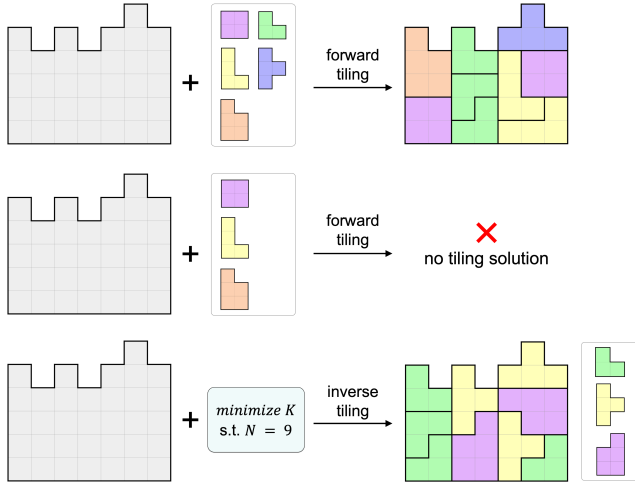 +
forward
tiling
+
forward
tiling
no tiling solution
+
minimize K
s.t. N = 9
inverse
tiling